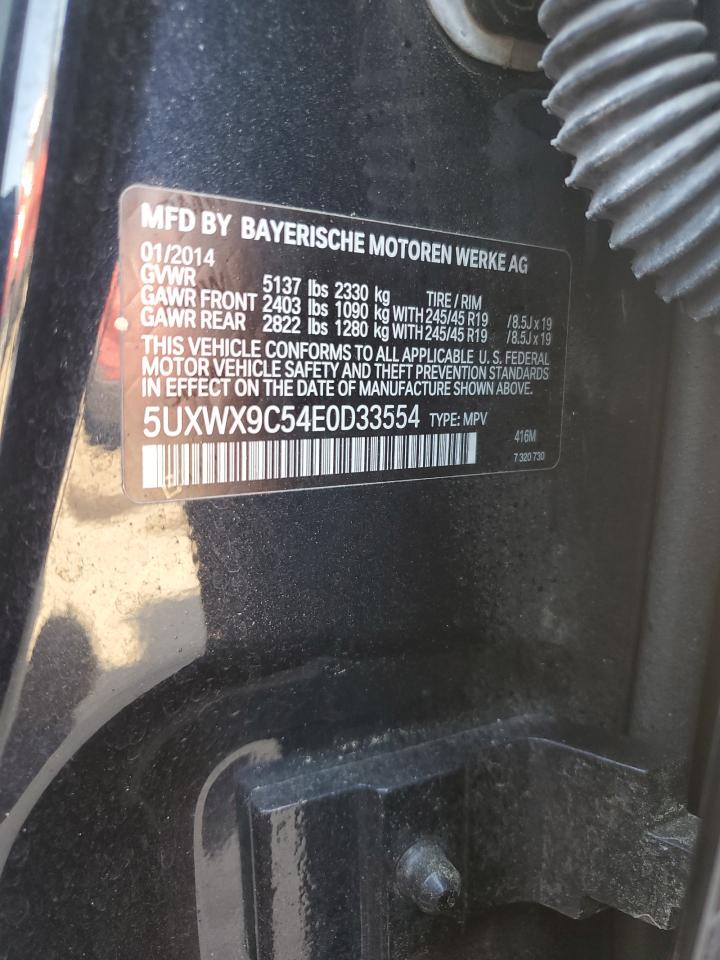 MFD BY BAYERISCHE MOTOREN WERKE AG
01/2014
GVWR 5137 lbs 2330 kg TIRE / RIM
GAWR FRONT 2403 lbs 1090 kg WITH 245/45 R19 / 8.5J x 19
GAWR REAR 2822 lbs 1280 kg WITH 245/45 R19 / 8.5J x 19
THIS VEHICLE CONFORMS TO ALL APPLICABLE U. S. FEDERAL
MOTOR VEHICLE SAFETY AND THEFT PREVENTION STANDARDS
IN EFFECT ON THE DATE OF MANUFACTURE SHOWN ABOVE.
5UXWX9C54E0D33554 TYPE: MPV
416M
7 320 730